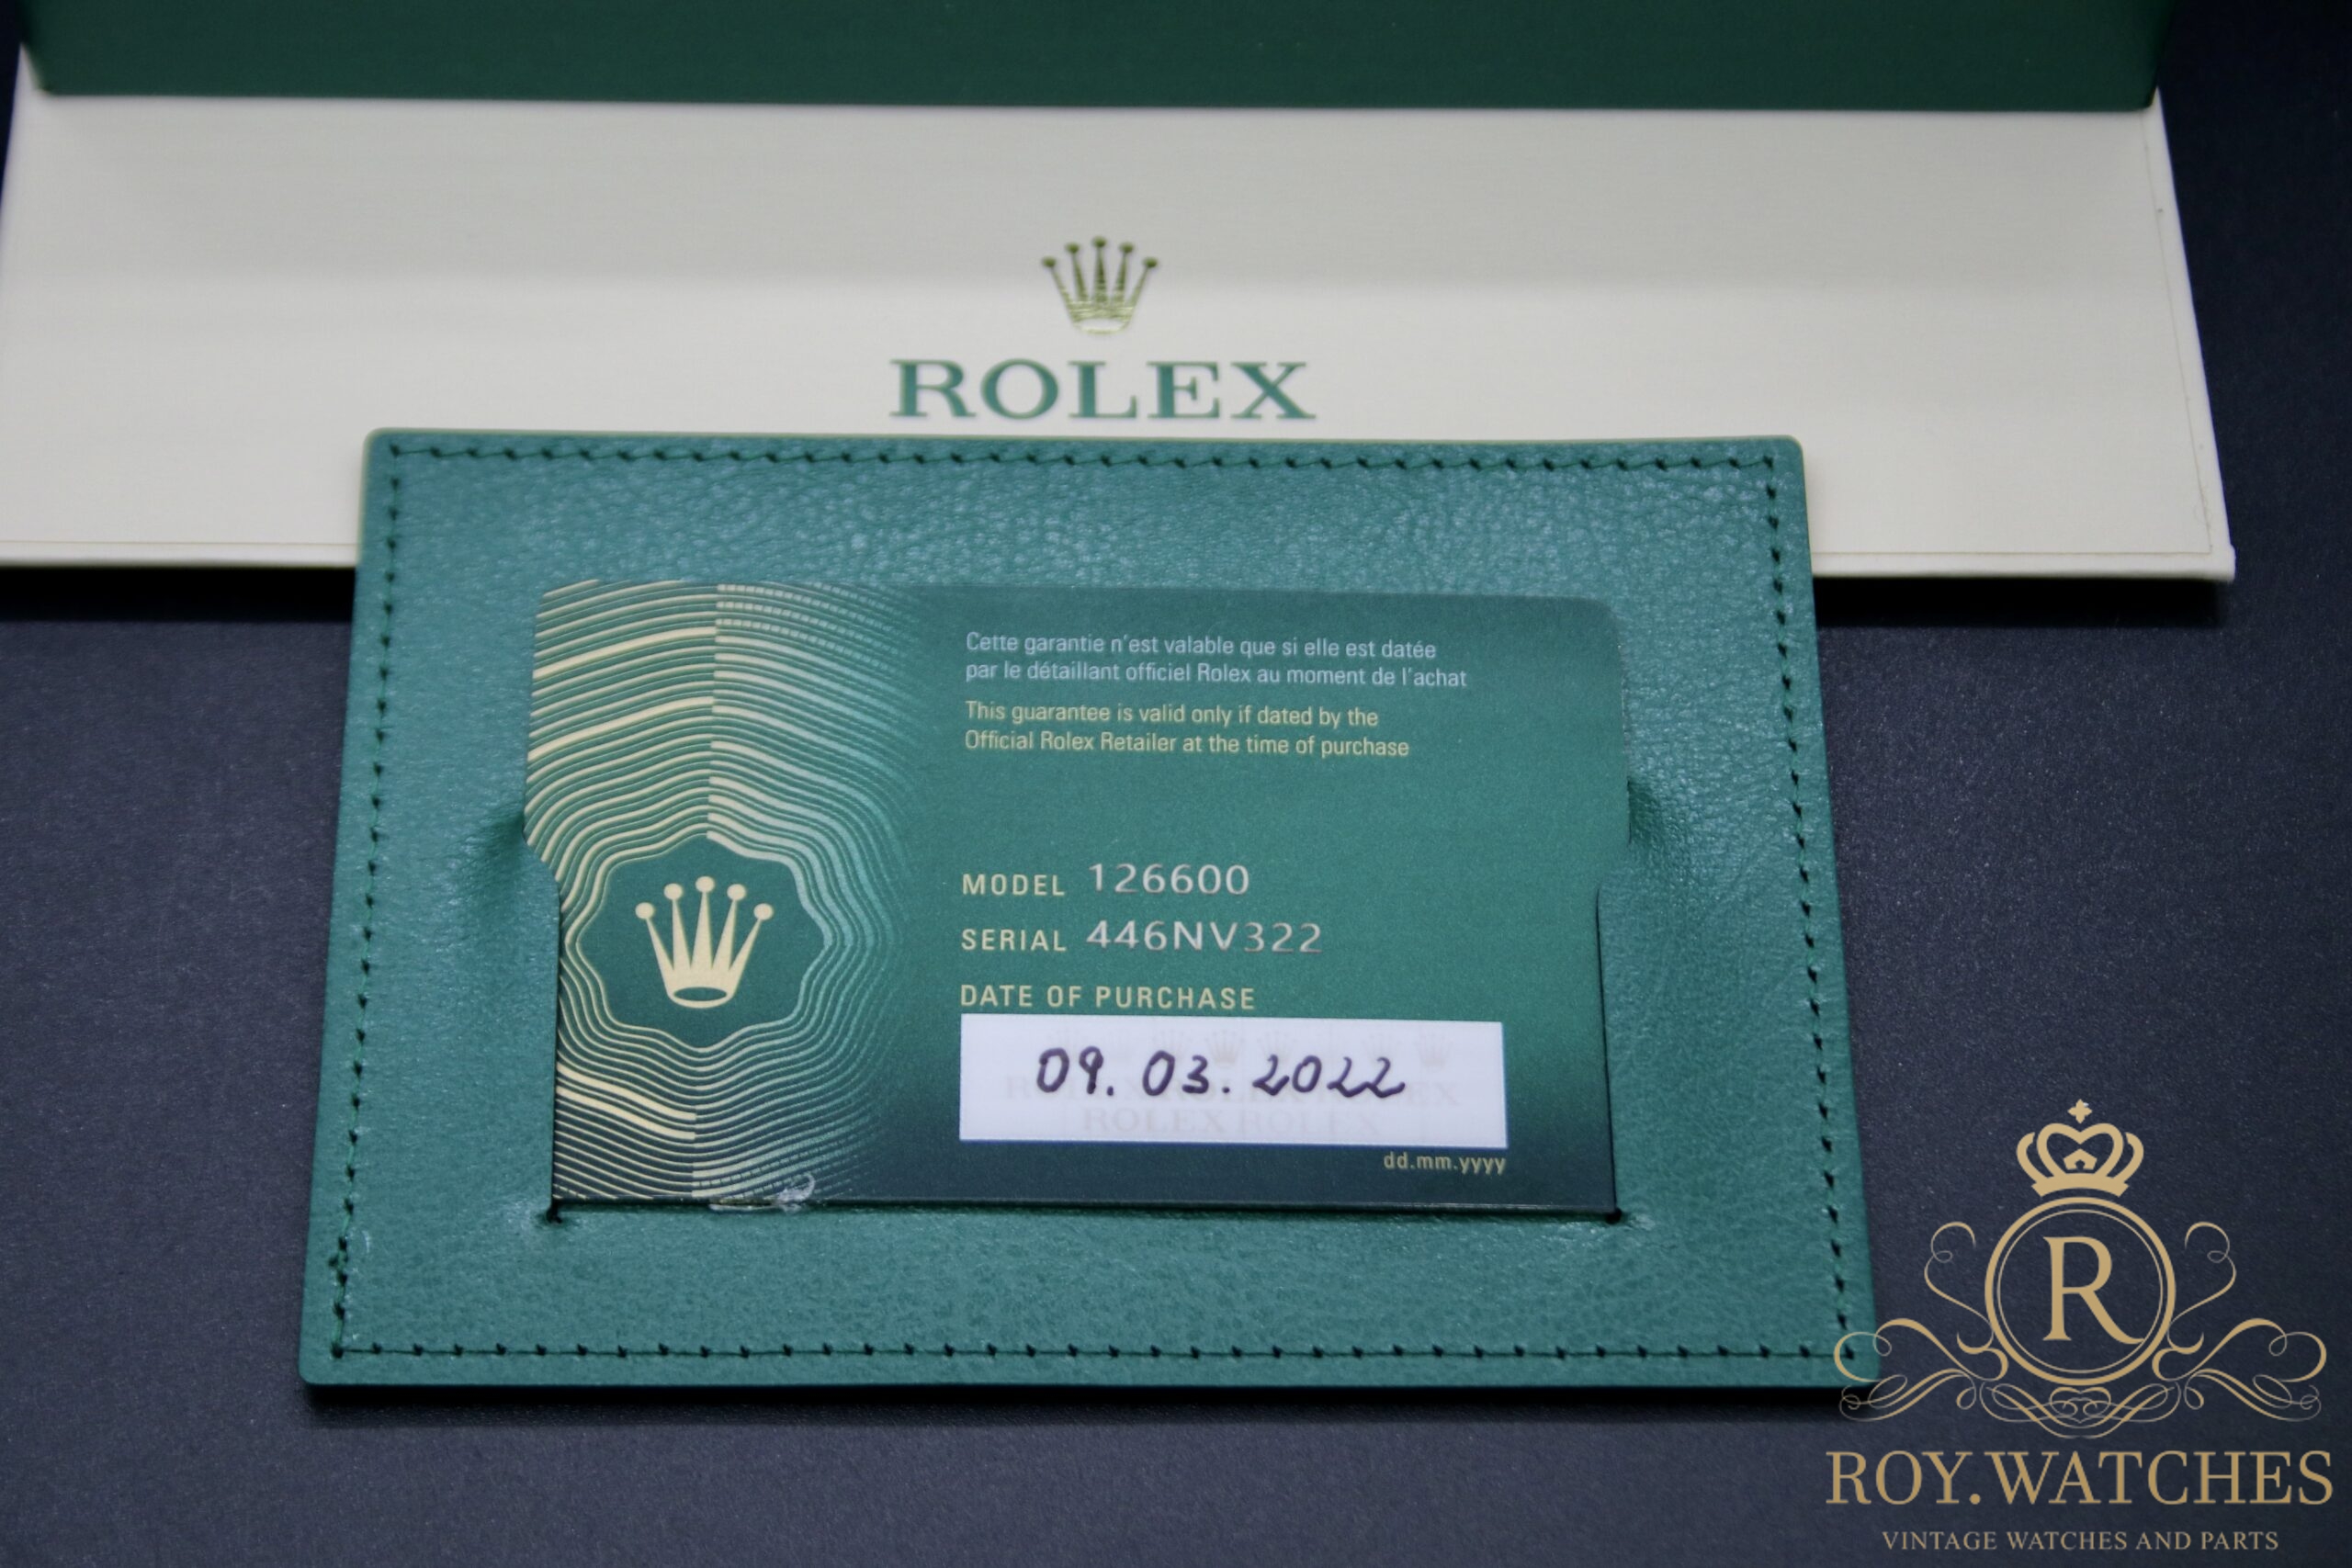 ROLEX
Cette garantie n'est valable que si elle est datée
par le détaillant officiel Rolex au moment de l'achat
This guarantee is valid only if dated by the
Official Rolex Retailer at the time of purchase
MODEL 126600
SERIAL 446NV322
DATE OF PURCHASE
09.03.2022
ROLEX ROLEX
dd.mm.yyyy
R
ROY.WATCHES
VINTAGE WATCHES AND PARTS